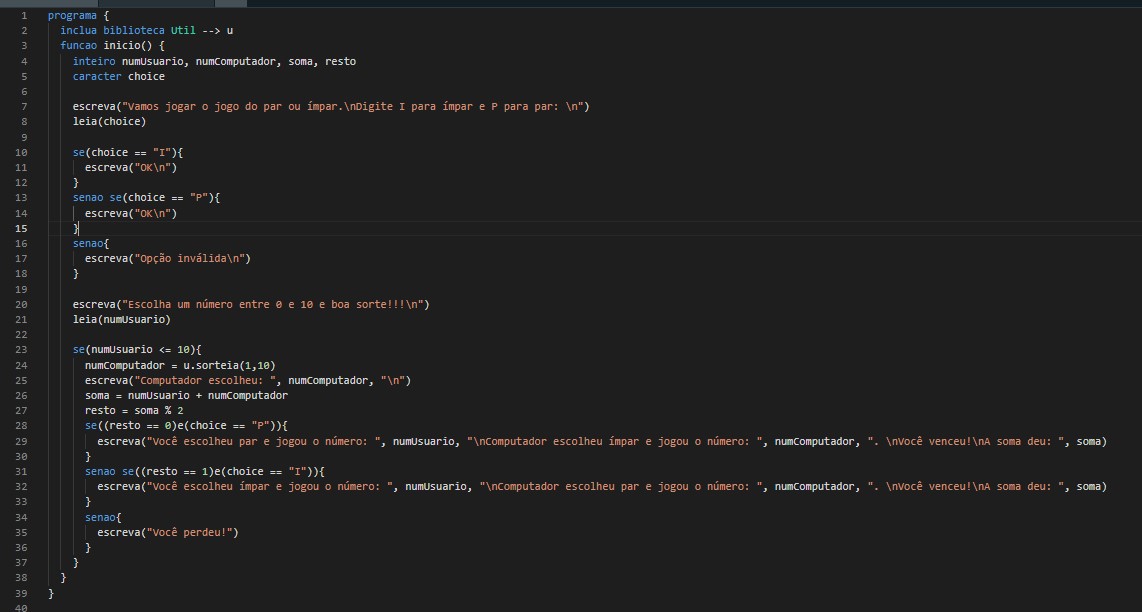 1 programa {
2 inclua biblioteca Util --> u
3 funcao inicio() {
4 inteiro numUsuario, numComputador, soma, resto
5 caracter choice
6
7 escreva("Vamos jogar o jogo do par ou ímpar.\nDigite I para ímpar e P para par: \n")
8 leia(choice)
9
10 se(choice == "I"){
11 escreva("OK\n")
12 }
13 senao se(choice == "P"){
14 escreva("OK\n")
15 }
16 senao{
17 escreva("Opção inválida\n")
18 }
19
20 escreva("Escolha um número entre 0 e 10 e boa sorte!!!\n")
21 leia(numUsuario)
22
23 se(numUsuario <= 10){
24 numComputador = u.sorteia(1,10)
25 escreva("Computador escolheu: ", numComputador, "\n")
26 soma = numUsuario + numComputador
27 resto = soma % 2
28 se((resto == 0)e(choice == "P")){
29 escreva("Você escolheu par e jogou o número: ", numUsuario, "\nComputador escolheu ímpar e jogou o número: ", numComputador, ". \nVocê venceu!\nA soma deu: ", soma)
30 }
31 senao se((resto == 1)e(choice == "I")){
32 escreva("Você escolheu ímpar e jogou o número: ", numUsuario, "\nComputador escolheu par e jogou o número: ", numComputador, ". \nVocê venceu!\nA soma deu: ", soma)
33 }
34 senao{
35 escreva("Você perdeu!")
36 }
37 }
38 }
39 }
40